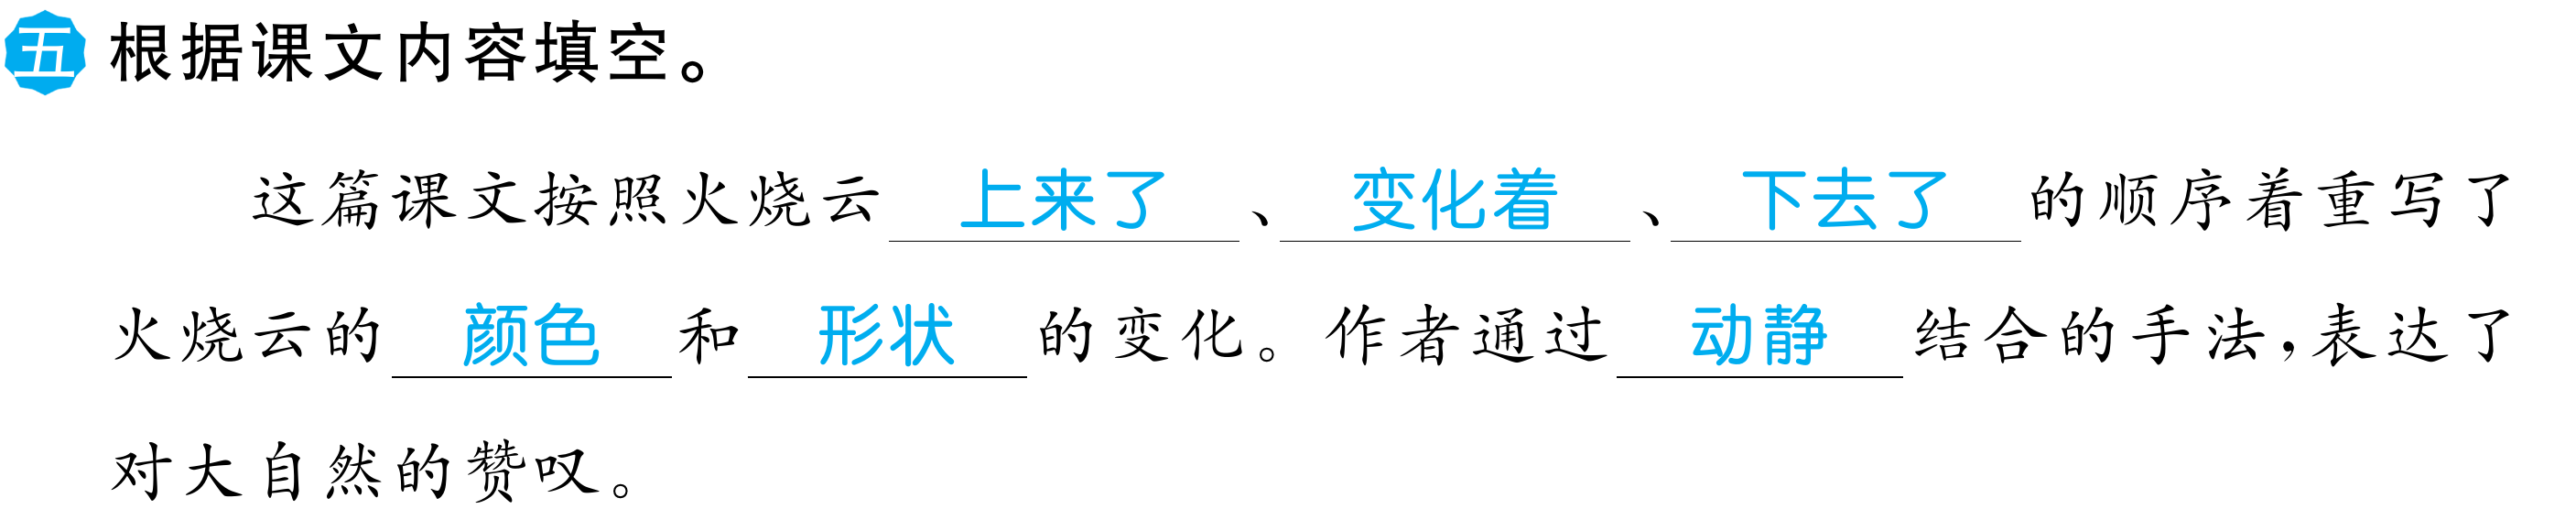 五 根据课文内容填空。
这篇课文按照火烧云 上来了 、 变化着 、 下去了 的顺序着重写了
火烧云的 颜色 和 形状 的变化。作者通过 动静 结合的手法,表达了
对大自然的赞叹。